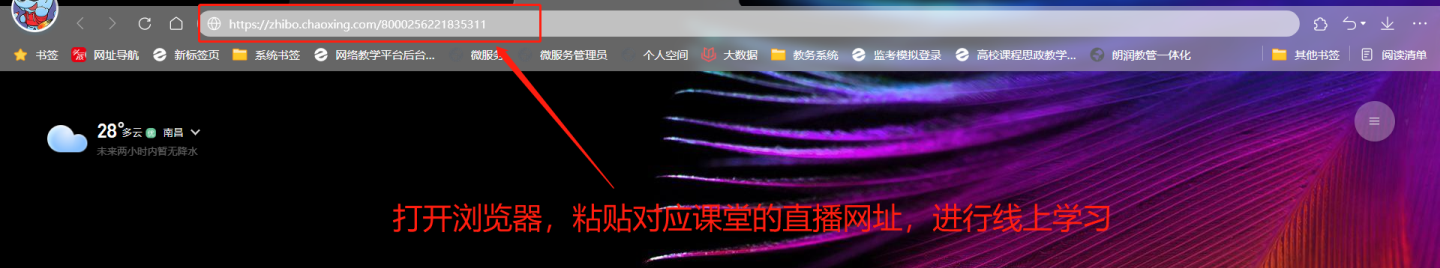 https://zhibo.chaoxing.com/8000256221835311
书签 网址导航 新标签页 系统书签 网络教学平台后台... 微服务 微服务管理员 个人空间 大数据 教务系统 监考模拟登录 高校课程思政教学... 朗润教管一体化 其他书签 阅读清单
28° 多云 优 南昌
未来两小时内暂无降水
打开浏览器，粘贴对应课堂的直播网址，进行线上学习